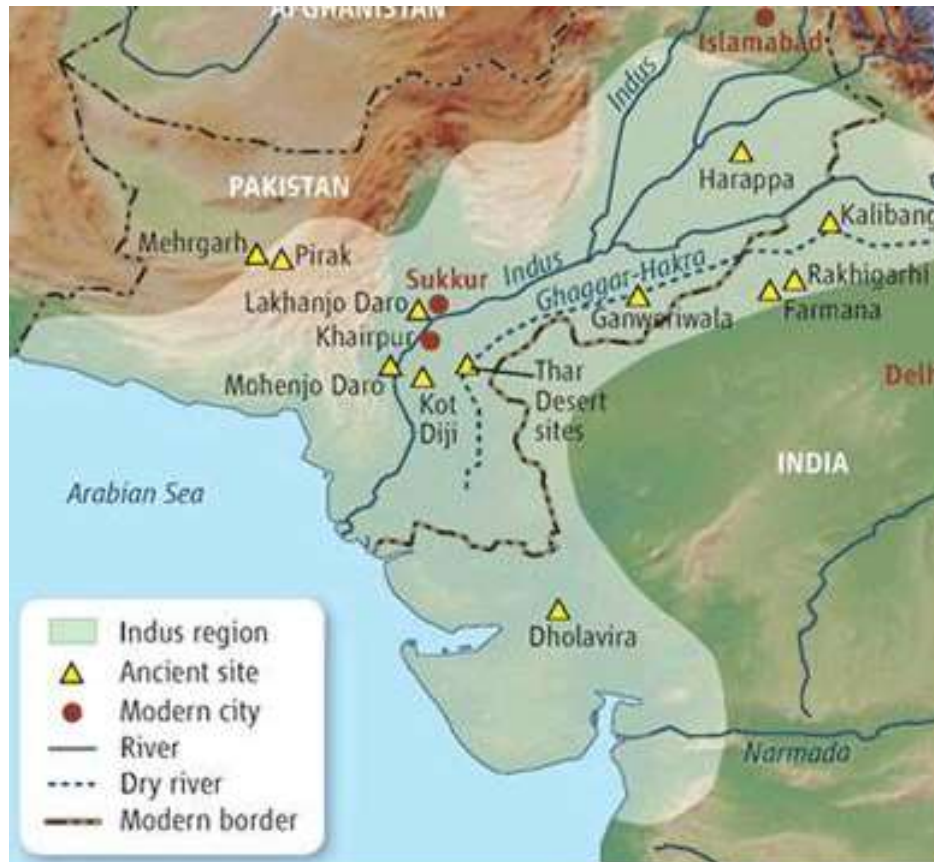 AFGHANISTAN
Islamabad
Indus
Harappa
PAKISTAN
Kalibang
Mehrgarh
Pirak
Indus
Ghaggar-Hakra
Rakhigarhi
Sukkur
Lakhanjo Daro
Ganweriwala
Farmana
Khairpur
Mohenjo Daro
Kot
Diji
Thar
Desert
sites
Delh
INDIA
Arabian Sea
Dholavira
Narmada
Indus region
Ancient site
Modern city
River
Dry river
Modern border